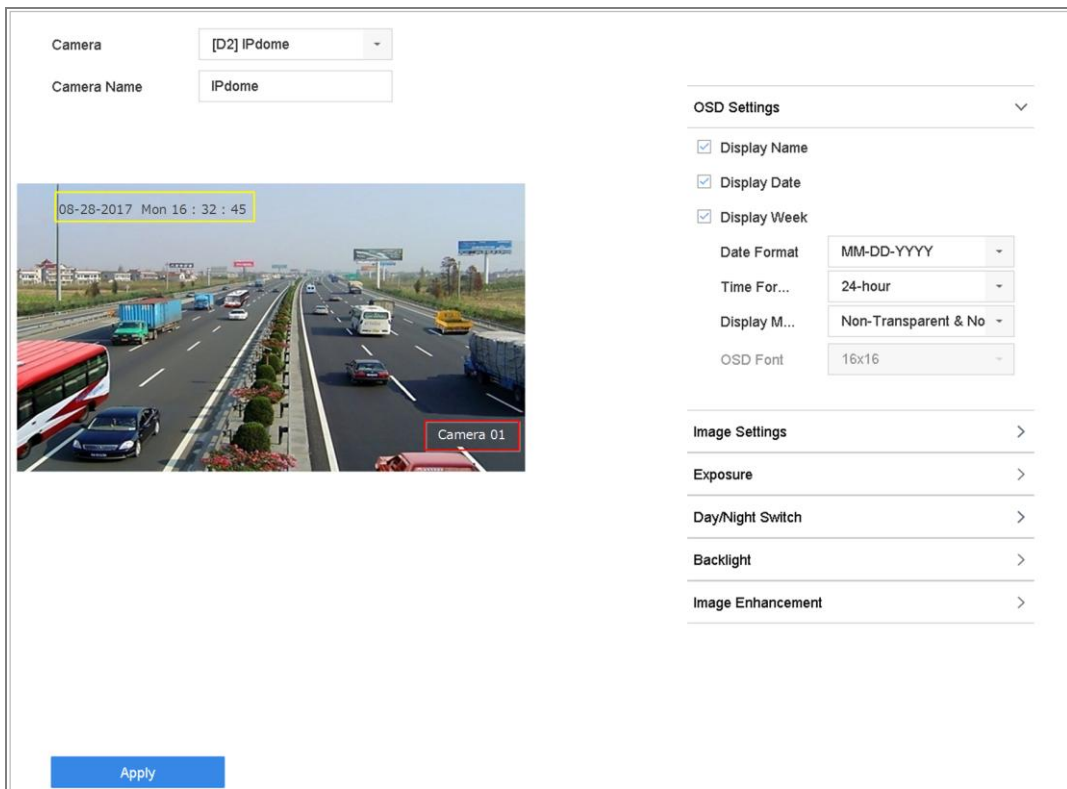 Camera
[D2] IPdome
Camera Name
IPdome
08-28-2017 Mon 16 : 32 : 45
Camera 01
OSD Settings
Display Name
Display Date
Display Week
Date Format
MM-DD-YYYY
Time For...
24-hour
Display M...
Non-Transparent & No
OSD Font
16x16
Image Settings
Exposure
Day/Night Switch
Backlight
Image Enhancement
Apply